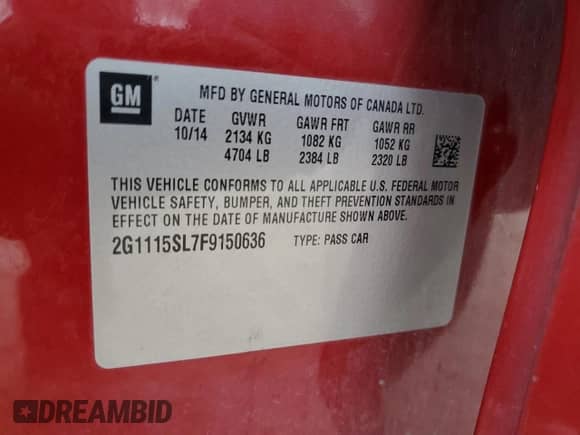 GM
MFD BY GENERAL MOTORS OF CANADA LTD.
DATE GVWR GAWR FRT GAWR RR
10/14 2134 KG 1082 KG 1052 KG
4704 LB 2384 LB 2320 LB
THIS VEHICLE CONFORMS TO ALL APPLICABLE U.S. FEDERAL MOTOR
VEHICLE SAFETY, BUMPER, AND THEFT PREVENTION STANDARDS IN
EFFECT ON THE DATE OF MANUFACTURE SHOWN ABOVE.
2G1115SL7F9150636 TYPE: PASS CAR
DREAMBID